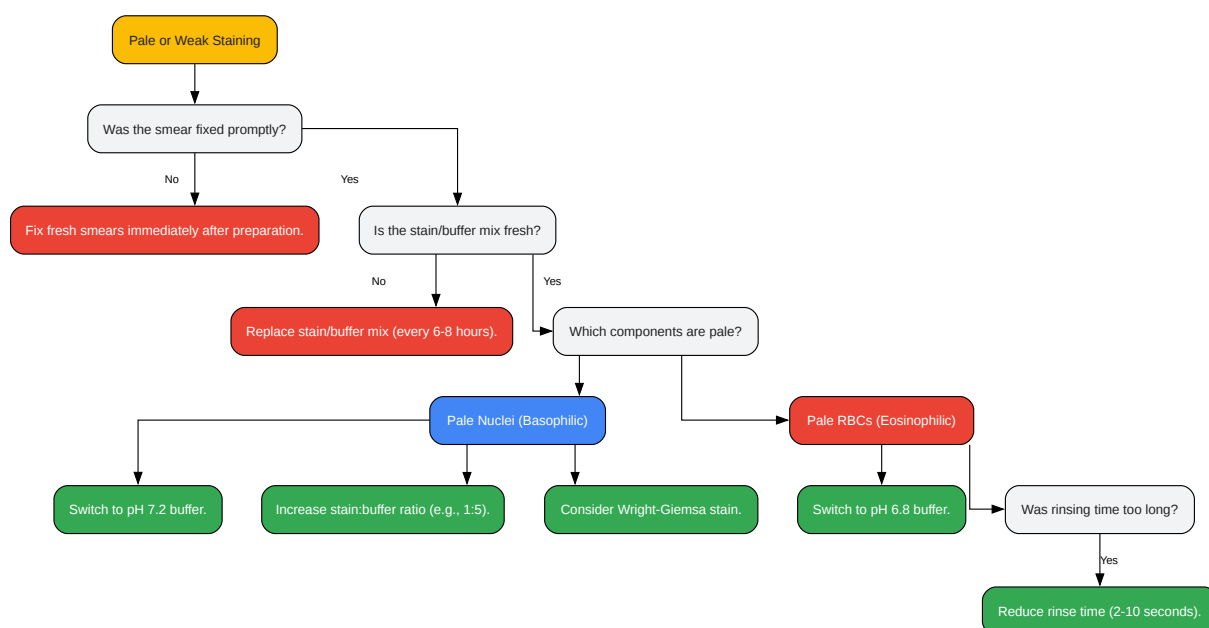 Pale or Weak Staining
Was the smear fixed promptly?
No
Yes
Fix fresh smears immediately after preparation.
Is the stain/buffer mix fresh?
No
Yes
Replace stain/buffer mix (every 6-8 hours).
Which components are pale?
Pale Nuclei (Basophilic)
Pale RBCs (Eosinophilic)
Switch to pH 7.2 buffer.
Increase stain:buffer ratio (e.g., 1:5).
Consider Wright-Giemsa stain.
Switch to pH 6.8 buffer.
Was rinsing time too long?
Yes
Reduce rinse time (2-10 seconds).